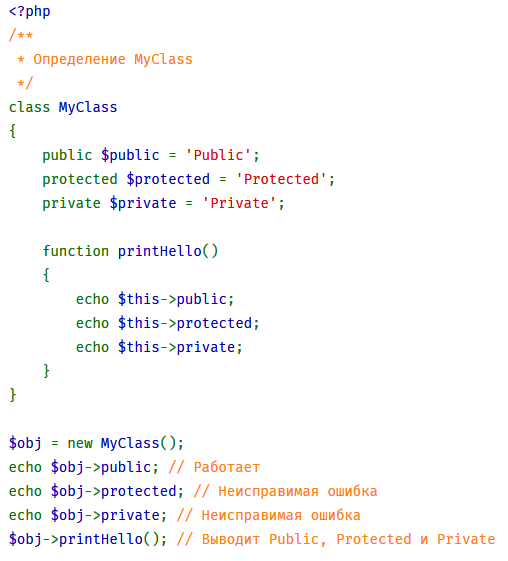 <?php
/**
 * Определение MyClass
 */
class MyClass
{
    public $public = 'Public';
    protected $protected = 'Protected';
    private $private = 'Private';

    function printHello()
    {
        echo $this->public;
        echo $this->protected;
        echo $this->private;
    }
}

$obj = new MyClass();
echo $obj->public; // Работает
echo $obj->protected; // Неисправимая ошибка
echo $obj->private; // Неисправимая ошибка
$obj->printHello(); // Выводит Public, Protected и Private